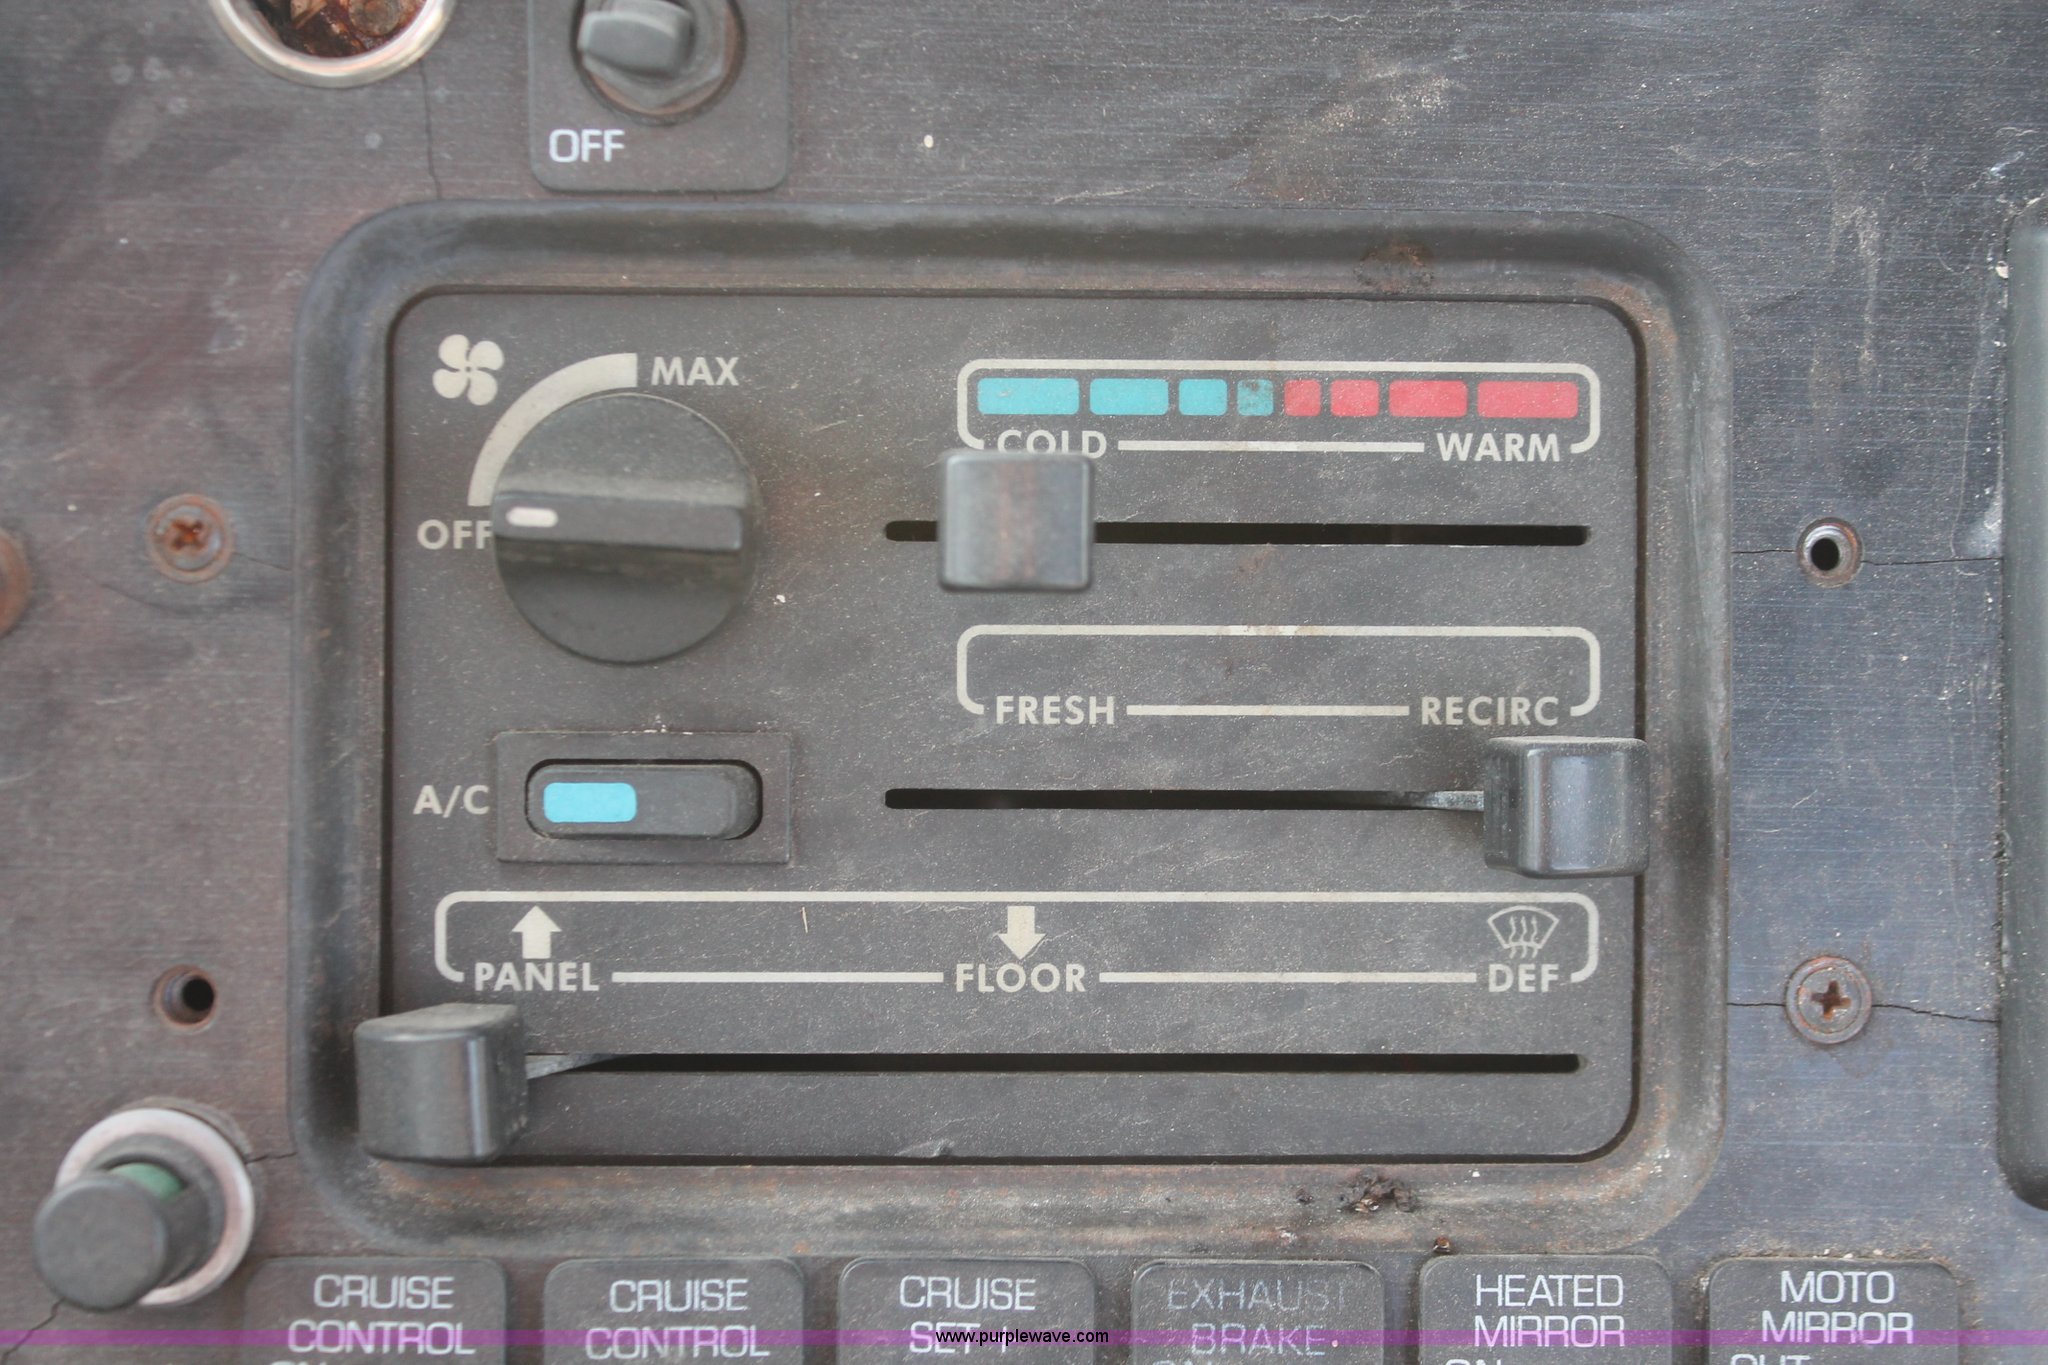 OFF
MAX
OFF
COLD WARM
FRESH RECIRC
A/C
PANEL FLOOR DEF
CRUISE CONTROL
CRUISE CONTROL
CRUISE SET +
EXHAUST BRAKE
HEATED MIRROR
MOTO MIRROR
www.purplewave.com